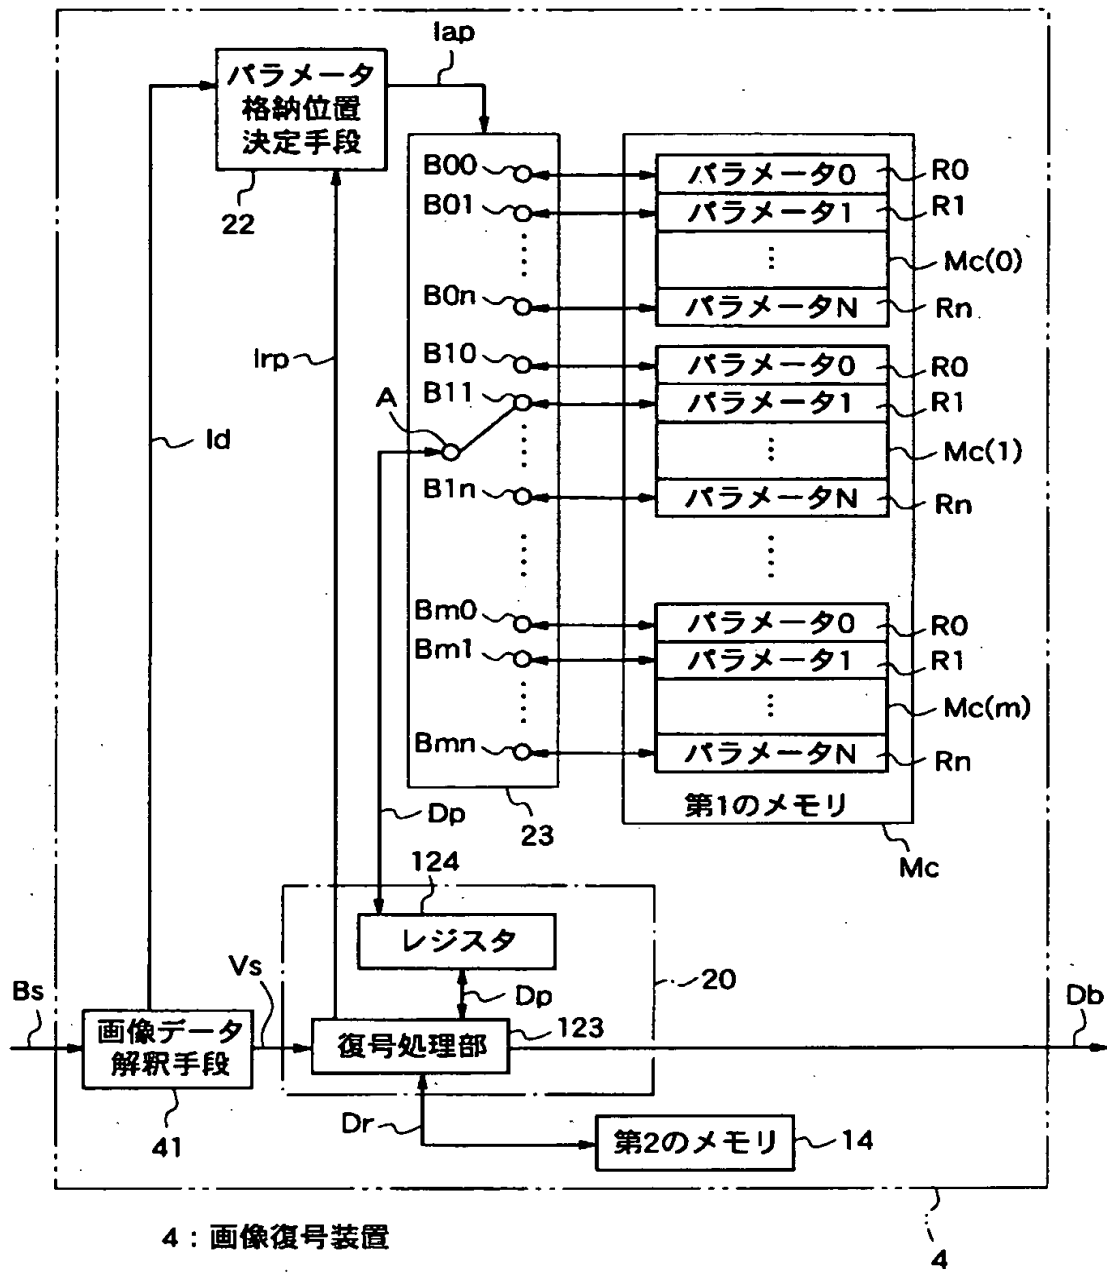 Iap
パラメータ
格納位置
決定手段
22
B00
パラメータ0
R0
B01
パラメータ1
R1
Mc(0)
B0n
パラメータN
Rn
Irp
B10
パラメータ0
R0
A
B11
パラメータ1
R1
Id
Mc(1)
B1n
パラメータN
Rn
Bm0
パラメータ0
R0
Bm1
パラメータ1
R1
Mc(m)
Bmn
パラメータN
Rn
第1のメモリ
Dp
23
Mc
124
レジスタ
20
Bs
Vs
Dp
Db
画像データ
解釈手段
復号処理部
123
41
Dr
第2のメモリ
14
4:画像復号装置
4